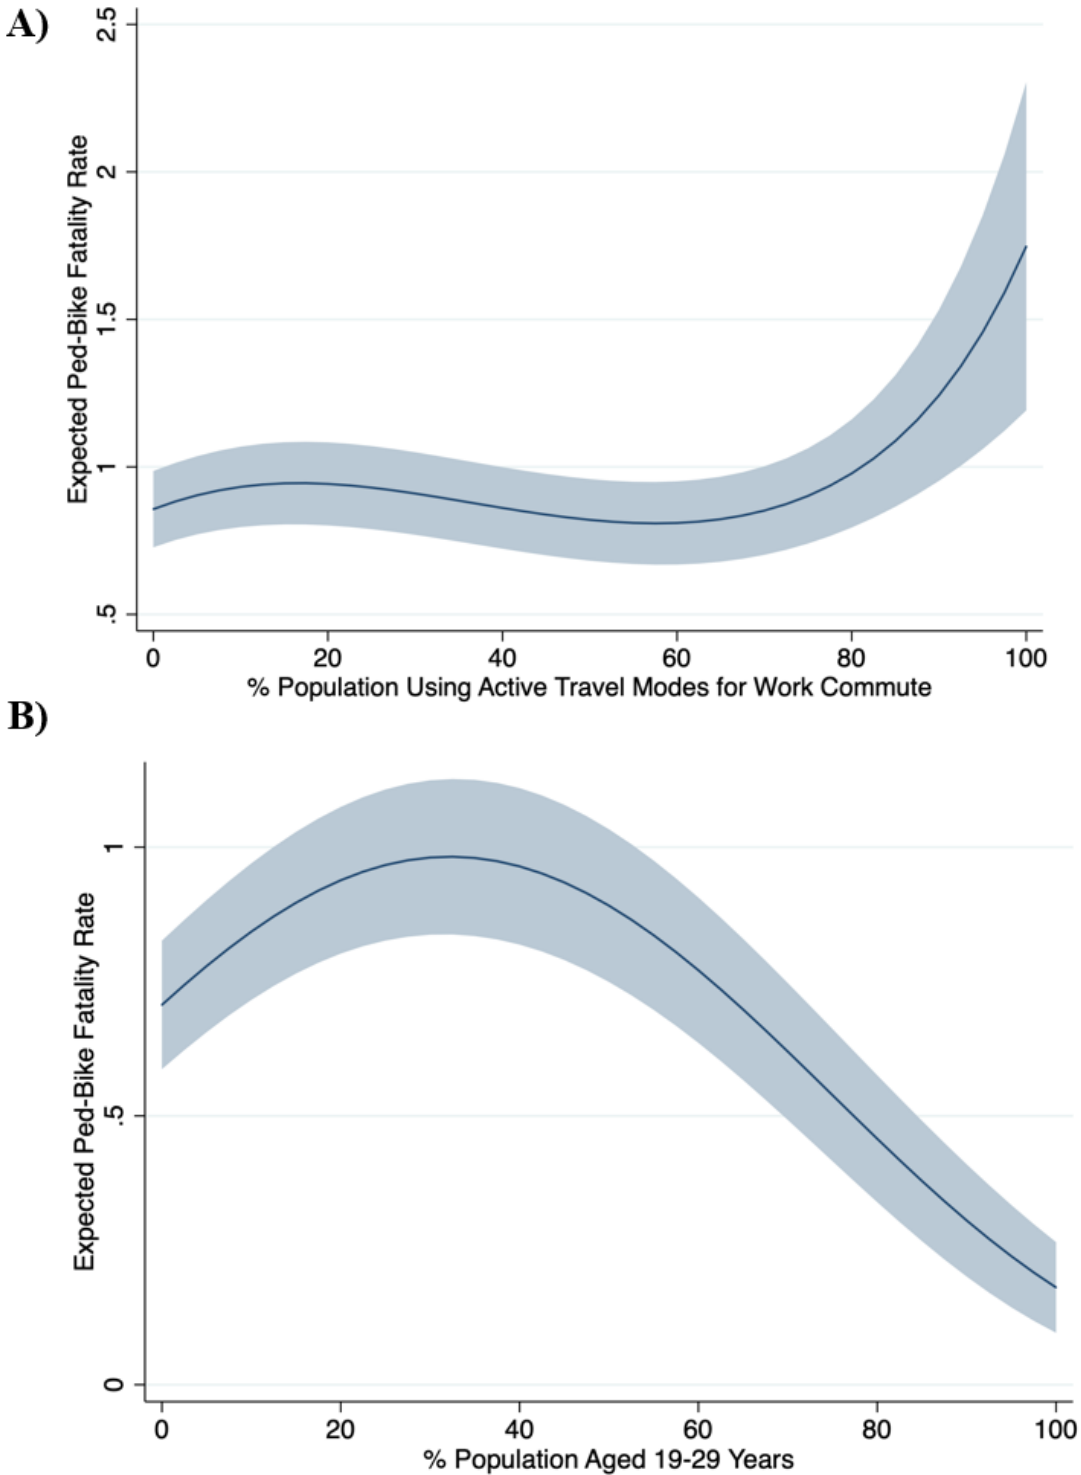 A)
Expected Ped-Bike Fatality Rate
2.5
2
1.5
1
.5
0 20 40 60 80 100
% Population Using Active Travel Modes for Work Commute
B)
Expected Ped-Bike Fatality Rate
1
.5
0
0 20 40 60 80 100
% Population Aged 19-29 Years